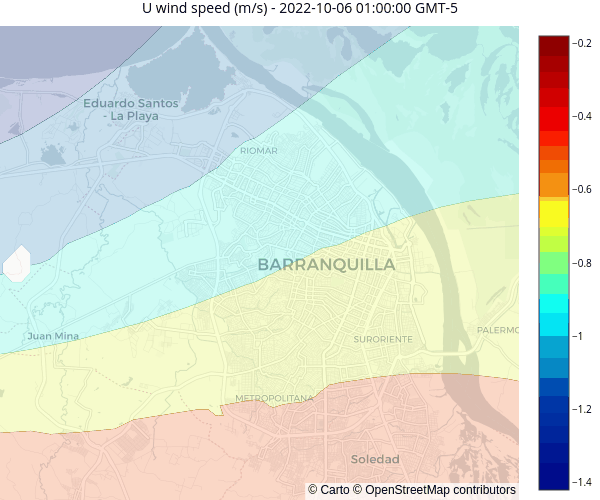 U wind speed (m/s) - 2022-10-06 01:00:00 GMT-5
Eduardo Santos
- La Playa
RIOMAR
BARRANQUILLA
Juan Mina
SURORIENTE
PALERMO
METROPOLITANA
Soledad
© Carto © OpenStreetMap contributors
−0.2
−0.4
−0.6
−0.8
−1
−1.2
−1.4